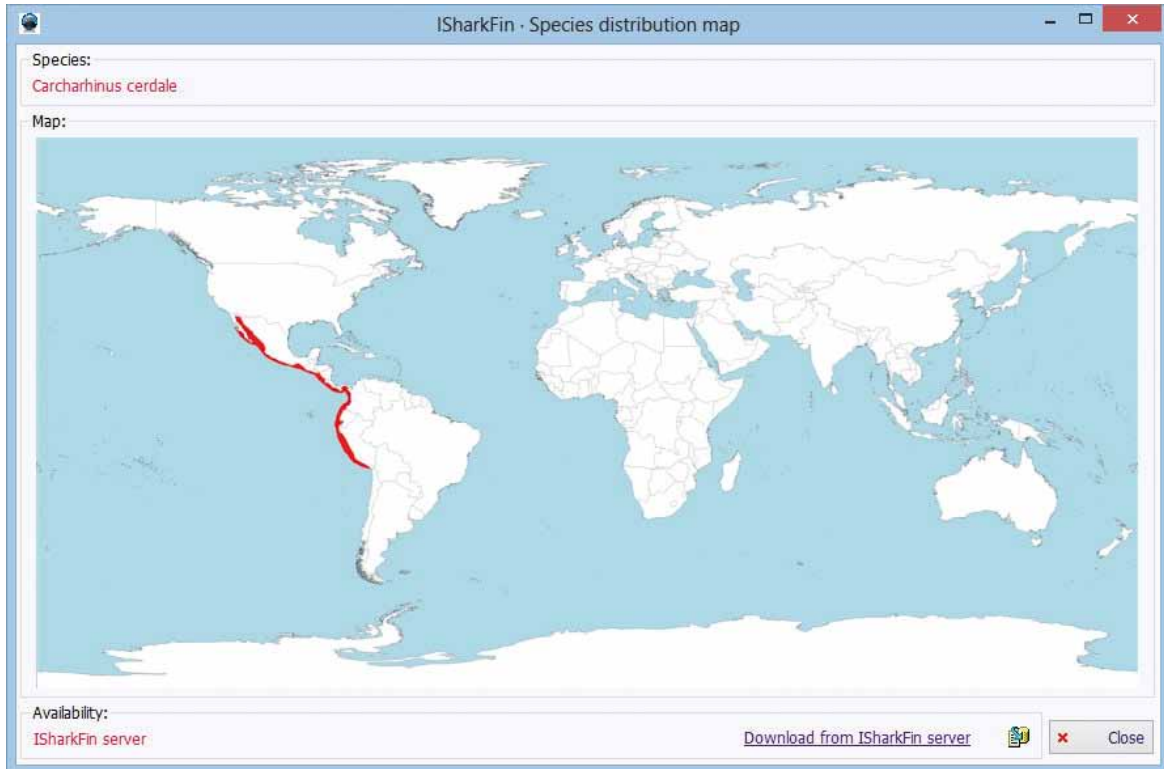 ISharkFin · Species distribution map
Species:
Carcharhinus cerdale
Map:
Availability:
ISharkFin server
Download from ISharkFin server
Close